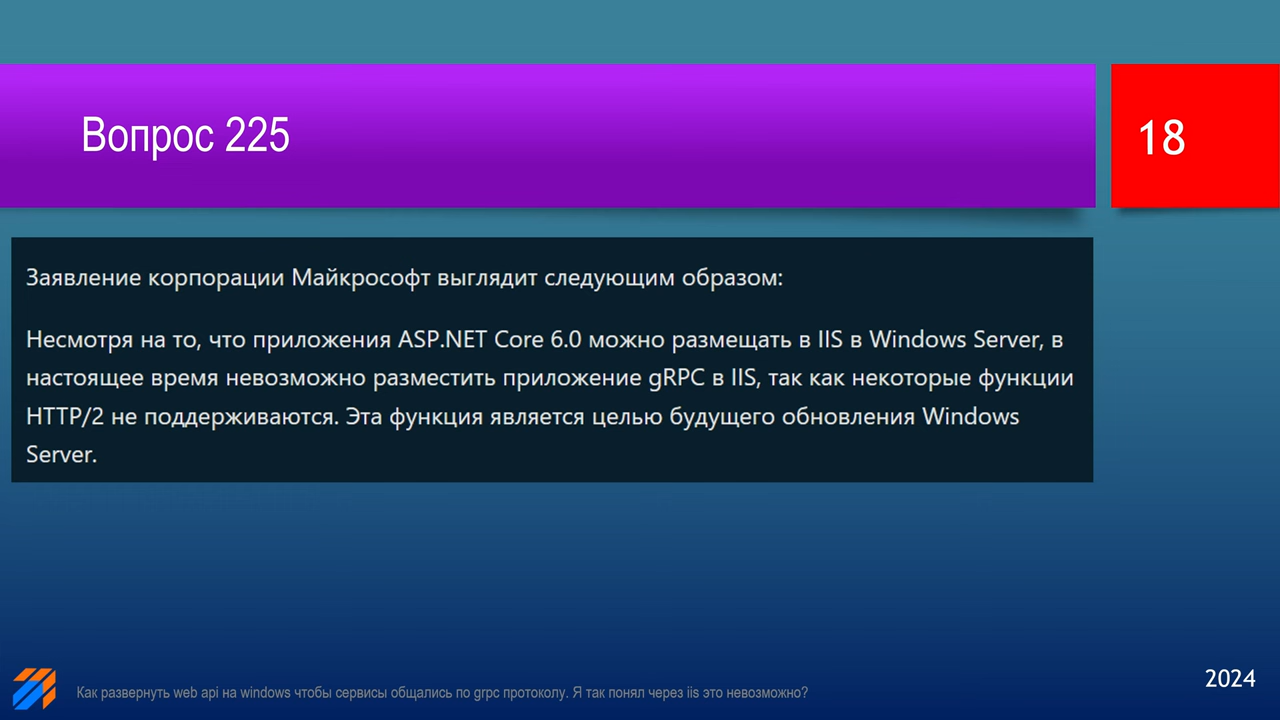 Вопрос 225
18
Заявление корпорации Майкрософт выглядит следующим образом:
Несмотря на то, что приложения ASP.NET Core 6.0 можно размещать в IIS в Windows Server, в
настоящее время невозможно разместить приложение gRPC в IIS, так как некоторые функции
HTTP/2 не поддерживаются. Эта функция является целью будущего обновления Windows
Server.
Как развернуть web api на windows чтобы сервисы общались по grpc протоколу. Я так понял через iis это невозможно?
2024